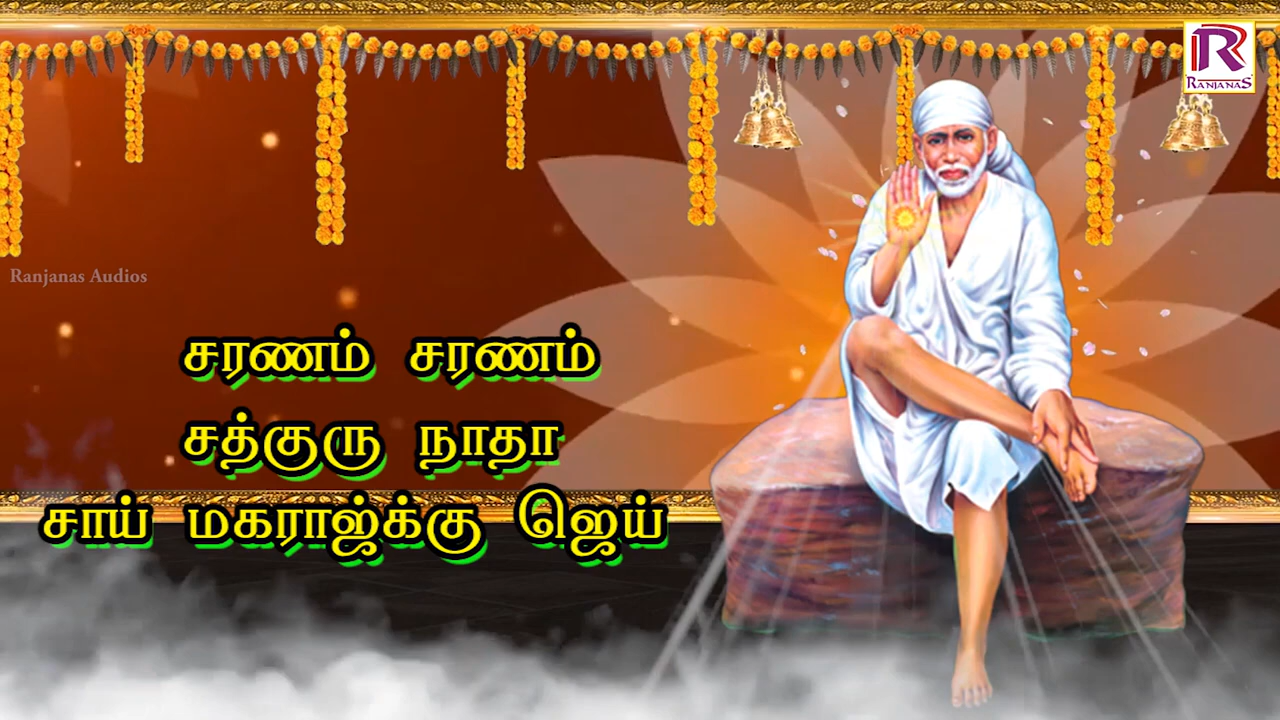 R
RANJANAS
Ranjanas Audios
சரணம் சரணம்
சத்குரு நாதா
சாய் மகராஜ்க்கு ஜெய்